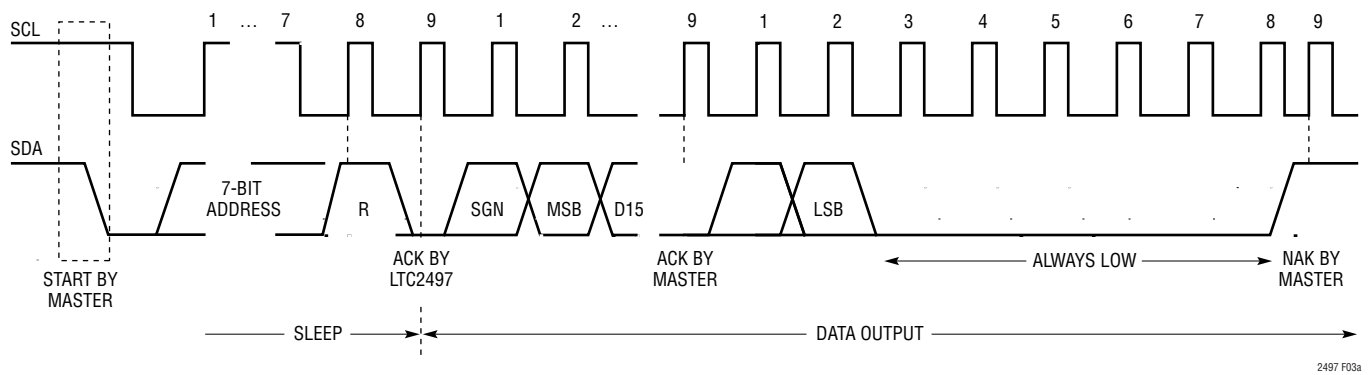 1 … 7 8 9 1 2 … 9 1 2 3 4 5 6 7 8 9
SCL
SDA
7-BIT
ADDRESS
R
SGN
MSB
D15
LSB
START BY
MASTER
ACK BY
LTC2497
ACK BY
MASTER
ALWAYS LOW
NAK BY
MASTER
SLEEP
DATA OUTPUT
2497 F03a